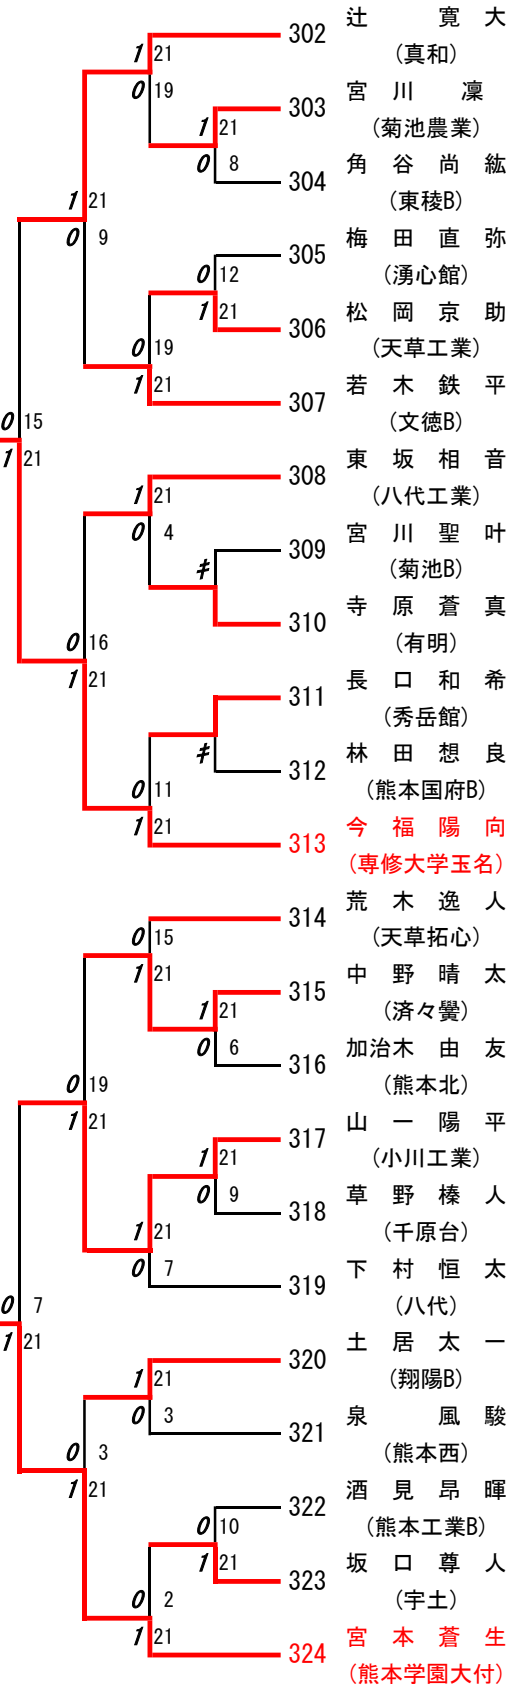 302 辻 寛 大
(真和)
1 21
0 19
303 宮 川 凜
(菊池農業)
1 21
0 8
304 角 谷 尚 紘
(東稜B)
1 21
0 9
305 梅 田 直 弥
(湧心館)
0 12
1 21
306 松 岡 京 助
(天草工業)
0 19
1 21
307 若 木 鉄 平
(文徳B)
0 15
1 21
308 東 坂 相 音
(八代工業)
1 21
0 4
309 宮 川 聖 叶
(菊池B)
キ
310 寺 原 蒼 真
(有明)
0 16
1 21
311 長 口 和 希
(秀岳館)
キ
312 林 田 想 良
(熊本国府B)
0 11
1 21
313 今 福 陽 向
(専修大学玉名)
314 荒 木 逸 人
(天草拓心)
0 15
1 21
315 中 野 晴 太
(済々黌)
1 21
0 6
316 加治木 由 友
(熊本北)
0 19
1 21
317 山 一 陽 平
(小川工業)
1 21
0 9
318 草 野 榛 人
(千原台)
1 21
0 7
319 下 村 恒 太
(八代)
0 7
1 21
320 土 居 太 一
(翔陽B)
1 21
0 3
321 泉 風 駿
(熊本西)
0 3
1 21
322 酒 見 昂 暉
(熊本工業B)
0 10
1 21
323 坂 口 尊 人
(宇土)
0 2
1 21
324 宮 本 蒼 生
(熊本学園大付)